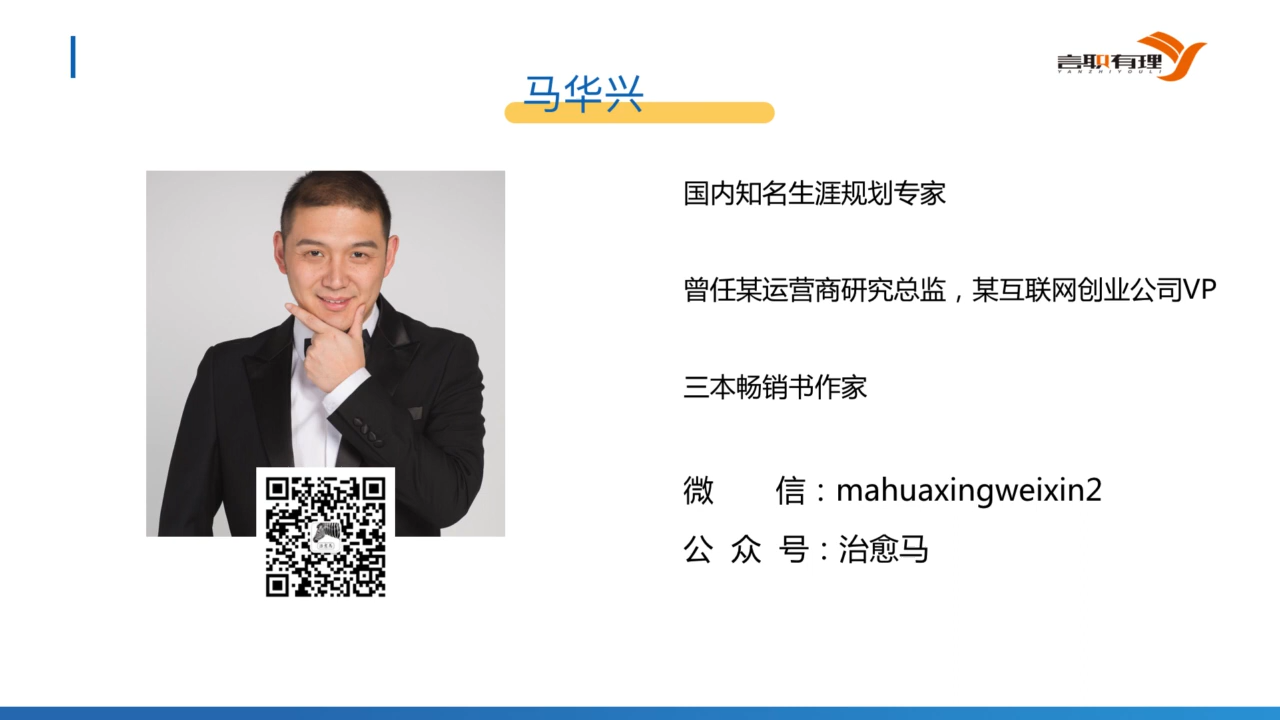 言职有理
YANZHIYOULI
马华兴
国内知名生涯规划专家
曾任某运营商研究总监，某互联网创业公司VP
三本畅销书作家
微 信：mahuaxingweixin2
公 众 号：治愈马